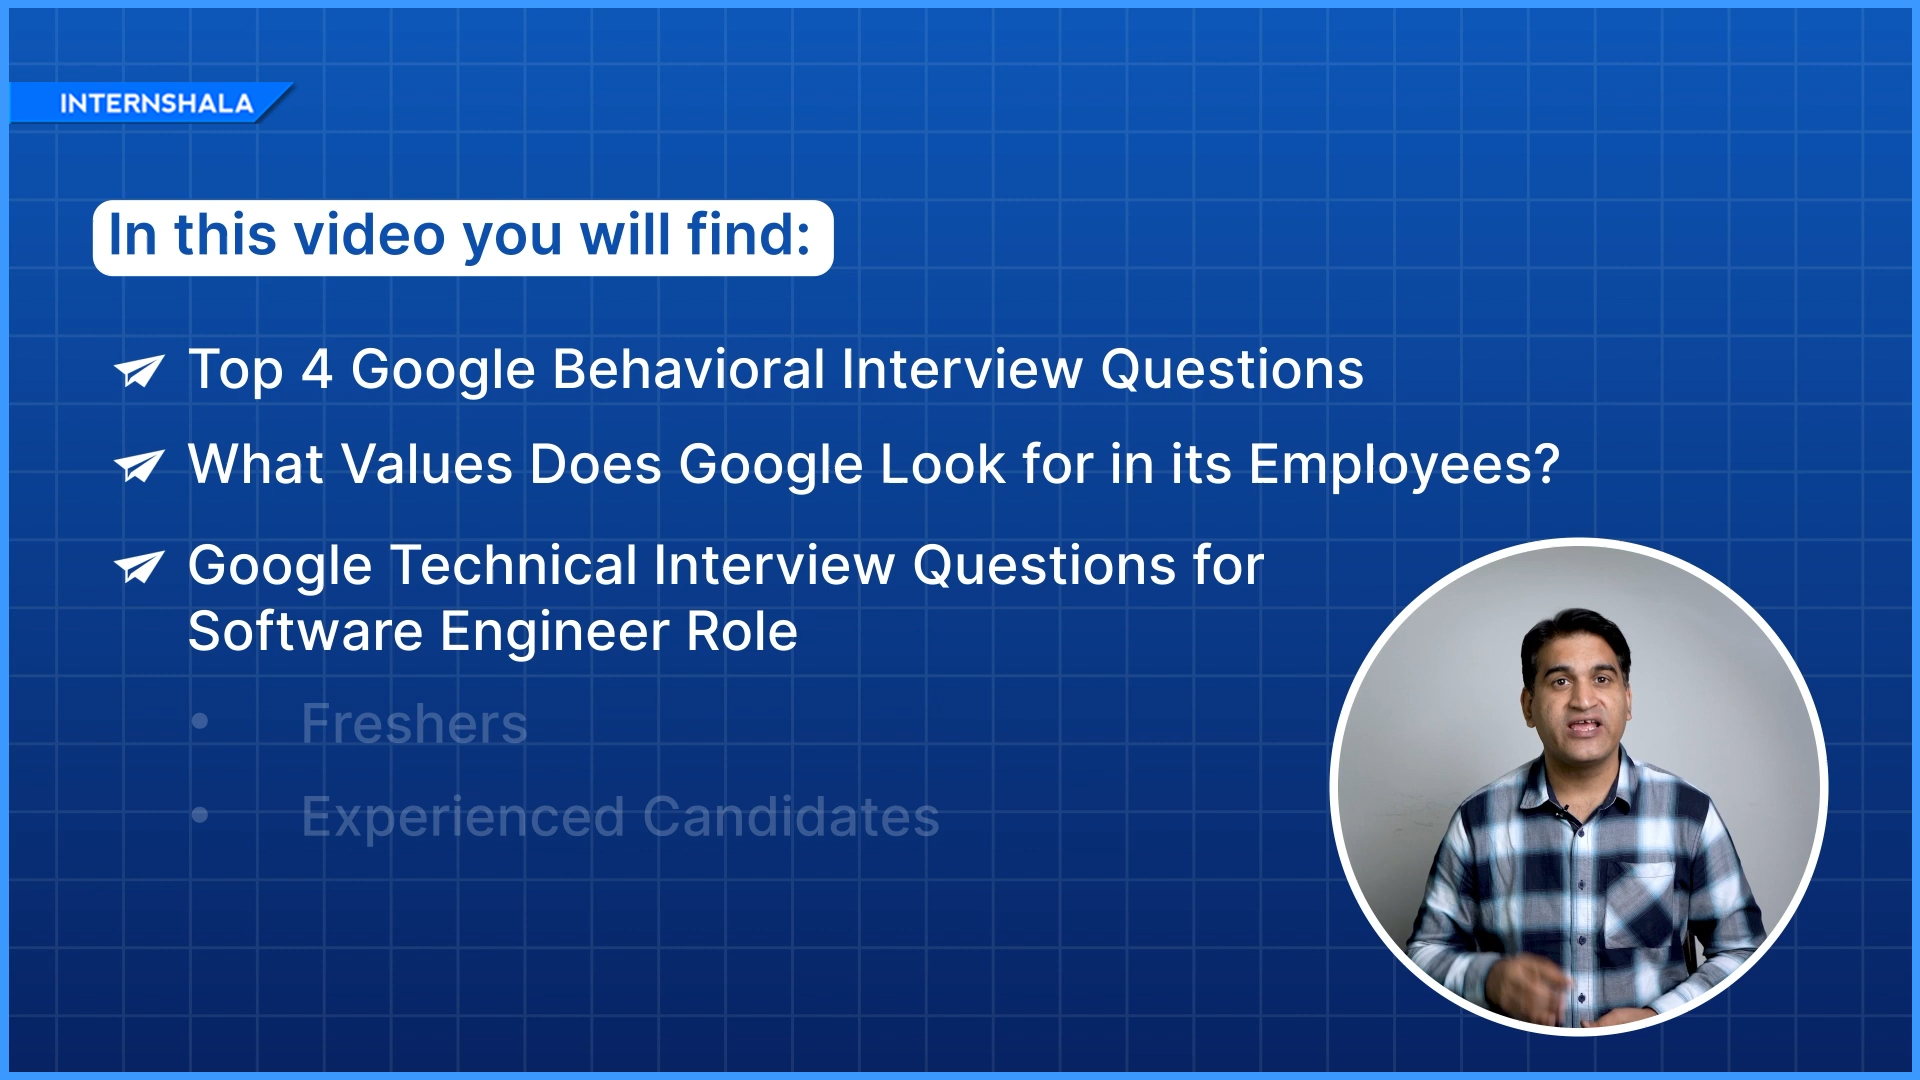 INTERNSHALA
In this video you will find:
Top 4 Google Behavioral Interview Questions
What Values Does Google Look for in its Employees?
Google Technical Interview Questions for
Software Engineer Role
• Freshers
• Experienced Candidates